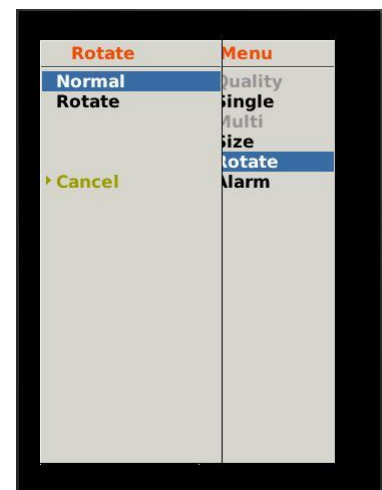 Rotate
Normal
Rotate
Cancel
Menu
Quality
Single
Multi
Size
Rotate
Alarm